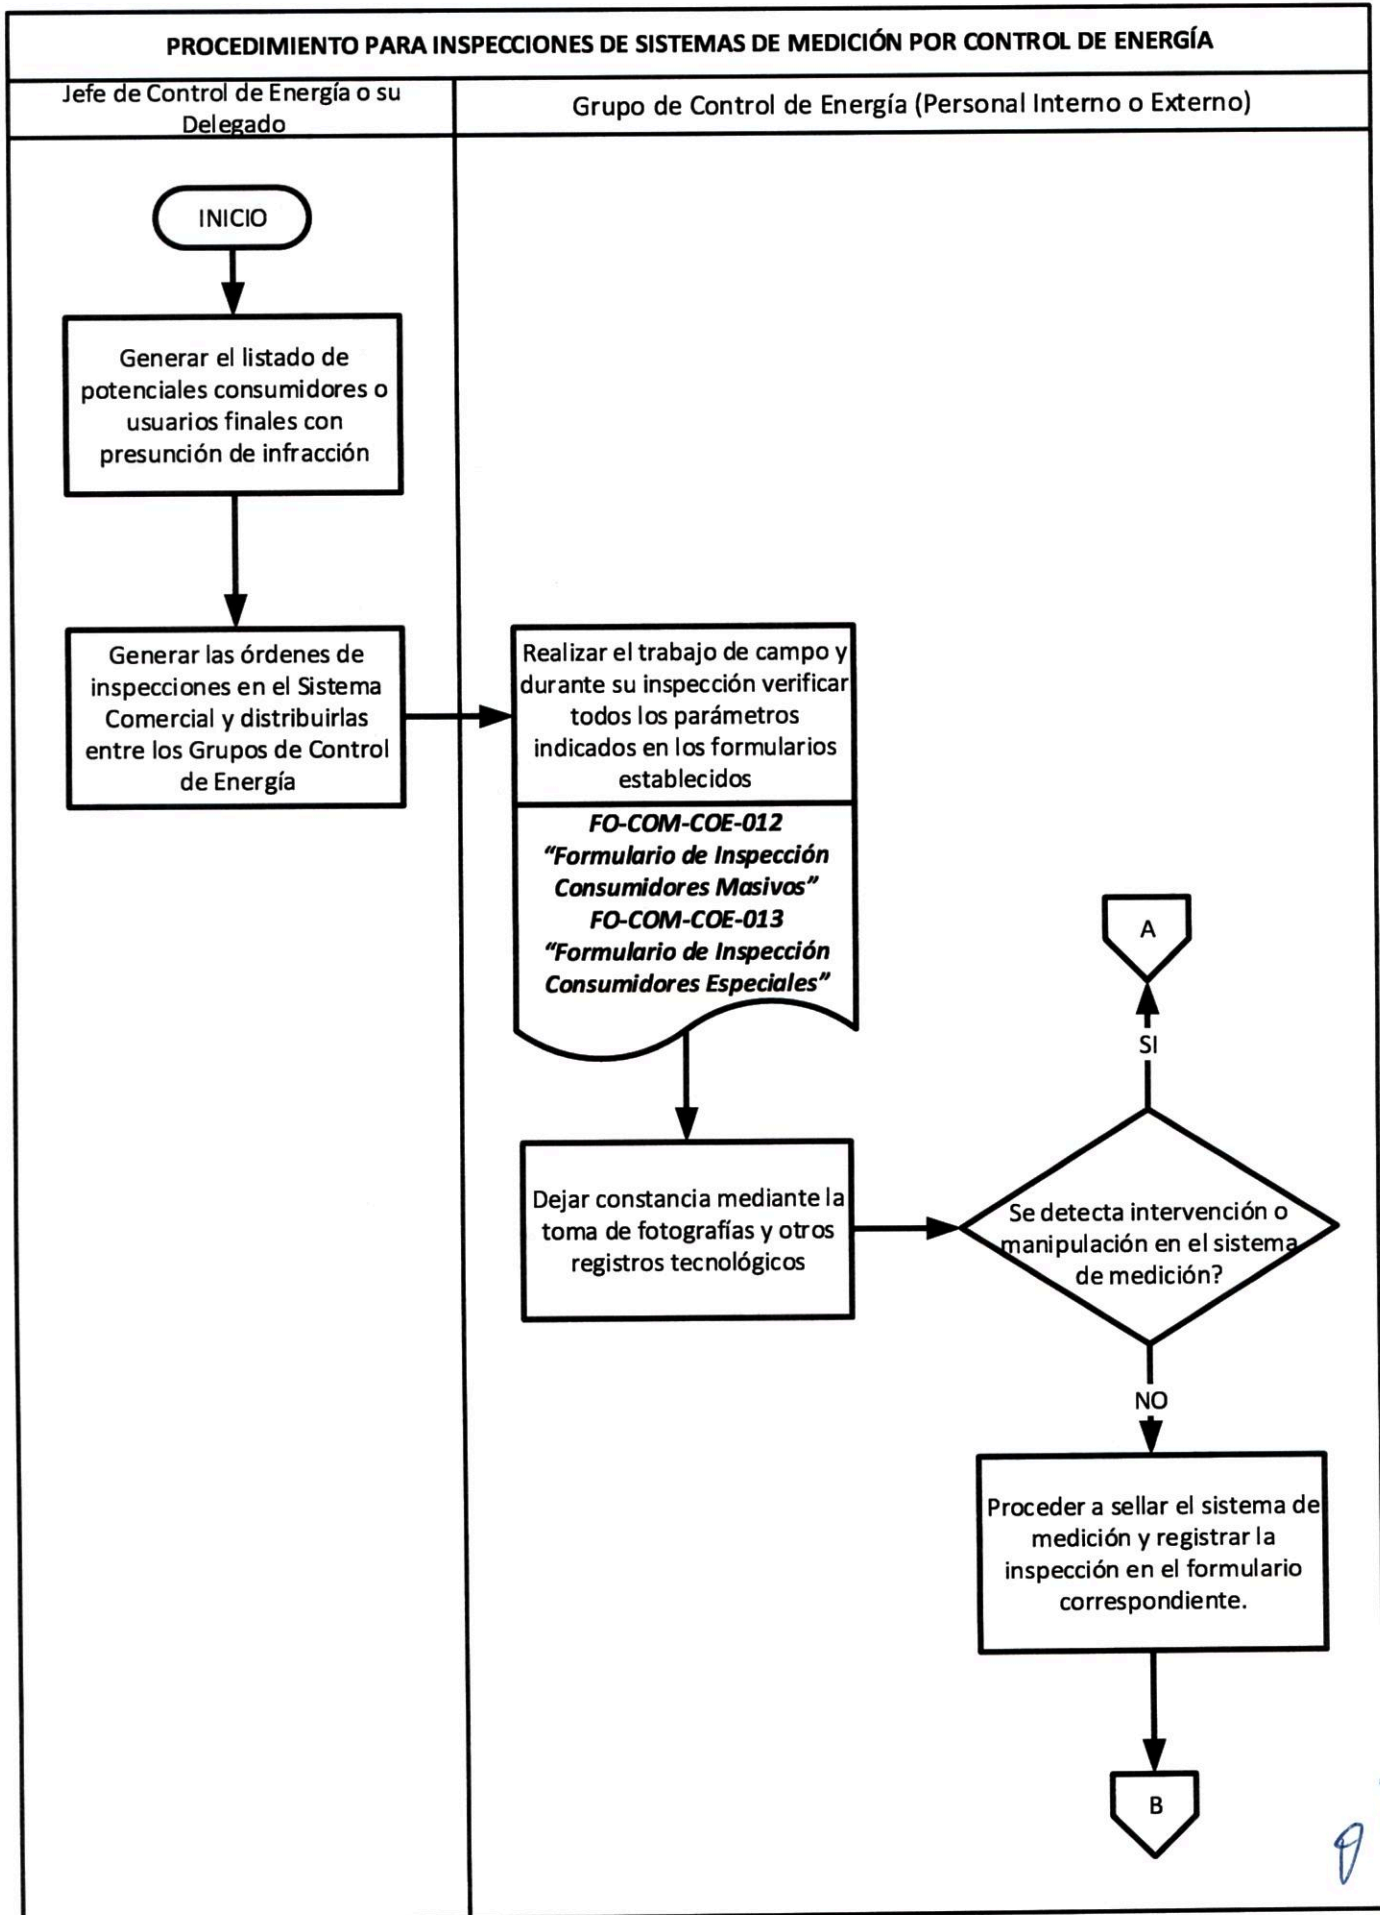 PROCEDIMIENTO PARA INSPECCIONES DE SISTEMAS DE MEDICIÓN POR CONTROL DE ENERGÍA
Jefe de Control de Energía o su
Delegado
Grupo de Control de Energía (Personal Interno o Externo)
INICIO
Generar el listado de
potenciales consumidores o
usuarios finales con
presunción de infracción
Generar las órdenes de
inspecciones en el Sistema
Comercial y distribuirlas
entre los Grupos de Control
de Energía
Realizar el trabajo de campo y
durante su inspección verificar
todos los parámetros
indicados en los formularios
establecidos
FO-COM-COE-012
“Formulario de Inspección
Consumidores Masivos”
FO-COM-COE-013
“Formulario de Inspección
Consumidores Especiales”
Dejar constancia mediante la
toma de fotografías y otros
registros tecnológicos
Se detecta intervención o
manipulación en el sistema
de medición?
SI
A
NO
Proceder a sellar el sistema de
medición y registrar la
inspección en el formulario
correspondiente.
B